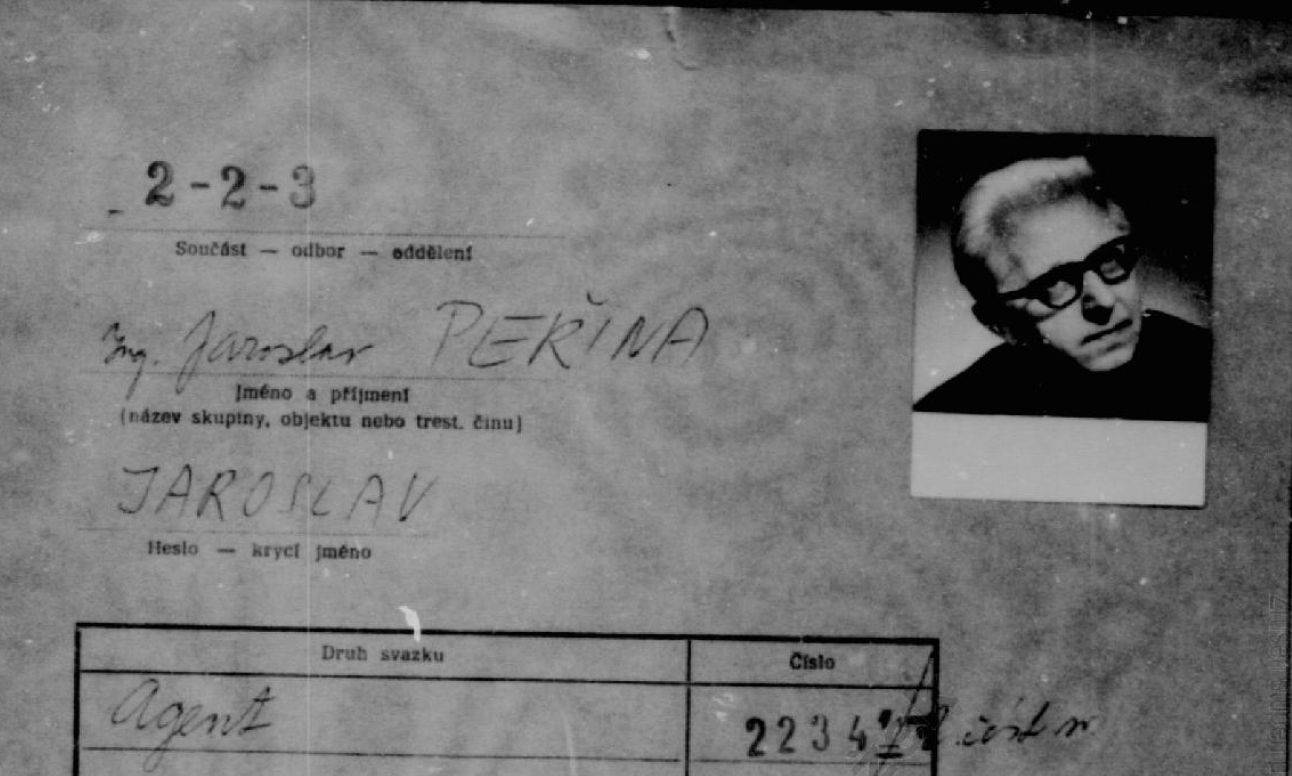 2-2-3
Součást — odbor — oddělení
Ing. Jaroslav PEŘINA
Jméno a příjmení
(název skupiny, objektu nebo trest. činu)
JAROSLAV
Heslo — krycí jméno
Druh svazku Číslo
Agent 2234